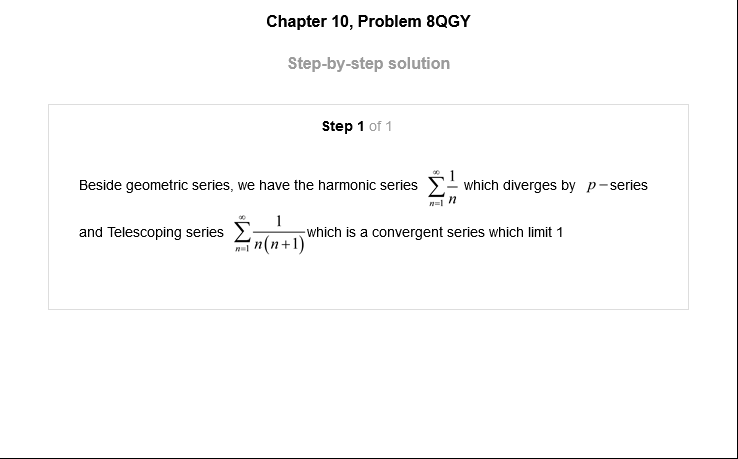 Chapter 10, Problem 8QGY
Step-by-step solution
Step 1 of 1
Beside geometric series, we have the harmonic series $\sum_{n=1}^{\infty} \frac{1}{n}$ which diverges by p–series
and Telescoping series $\sum_{n=1}^{\infty} \frac{1}{n(n+1)}$ which is a convergent series which limit 1